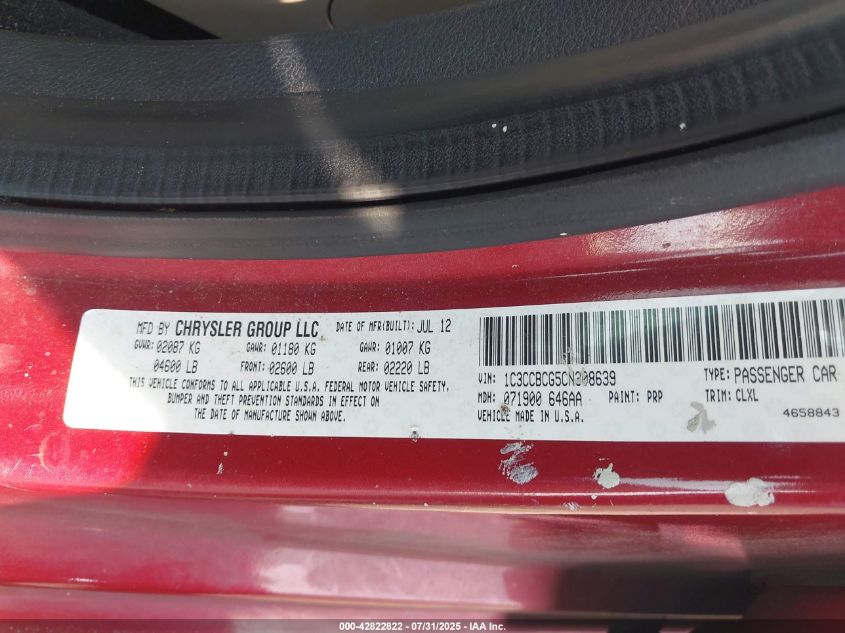 MFD BY CHRYSLER GROUP LLC DATE OF MFR(BUILT): JUL 12
GVWR: 02087 KG GAWR: 01180 KG GAWR: 01007 KG
04600 LB FRONT: 02600 LB REAR: 02220 LB
THIS VEHICLE CONFORMS TO ALL APPLICABLE U.S.A. FEDERAL MOTOR VEHICLE SAFETY,
BUMPER AND THEFT PREVENTION STANDARDS IN EFFECT ON
THE DATE OF MANUFACTURE SHOWN ABOVE.
VIN: 1C3CCBCG5CN308639 TYPE: PASSENGER CAR
MDH: 071900 646AA PAINT: PRP TRIM: CLXL
VEHICLE MADE IN U.S.A. 4658843
000-42822822 - 07/31/2025 - IAA Inc.